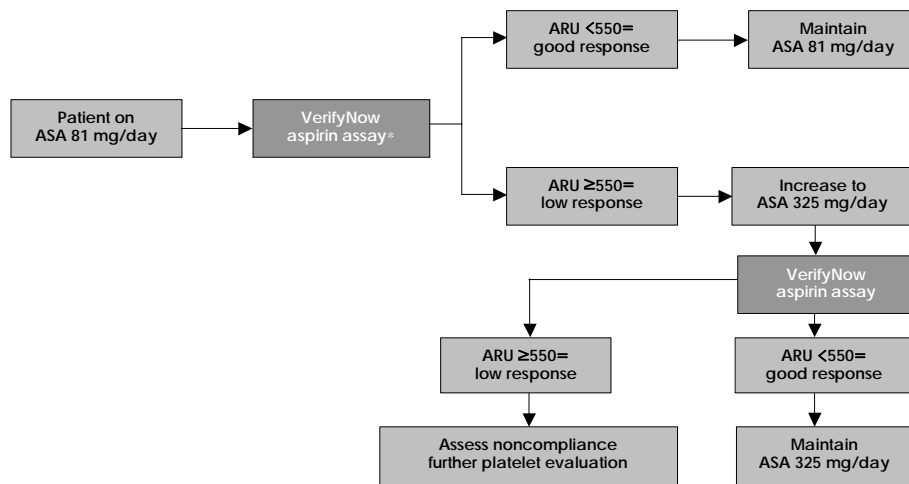 ARU <550=
good response
Maintain
ASA 81 mg/day
Patient on
ASA 81 mg/day
VerifyNow
aspirin assay*
ARU ≥550=
low response
Increase to
ASA 325 mg/day
VerifyNow
aspirin assay
ARU ≥550=
low response
ARU <550=
good response
Assess noncompliance
further platelet evaluation
Maintain
ASA 325 mg/day